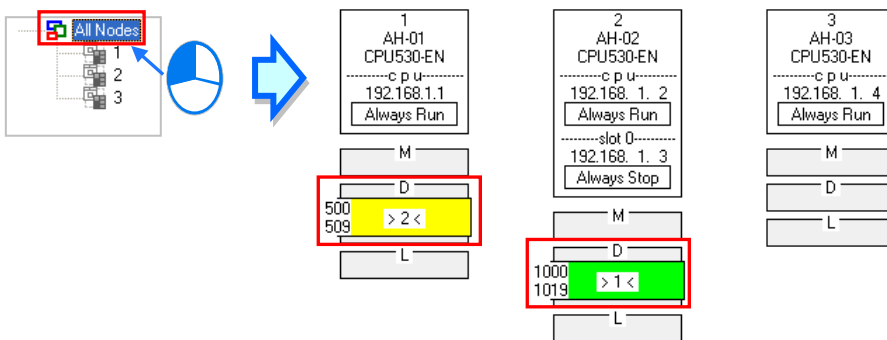 All Nodes
1
2
3
1
AH-01
CPU530-EN
------c p u-------
192.168.1.1
Always Run
M
D
500
509
> 2 <
L
2
AH-02
CPU530-EN
------c p u-------
192.168. 1. 2
Always Run
------slot 0-------
192.168. 1. 3
Always Stop
M
D
1000
1019
> 1 <
L
3
AH-03
CPU530-EN
------c p u-------
192.168. 1. 4
Always Run
M
D
L